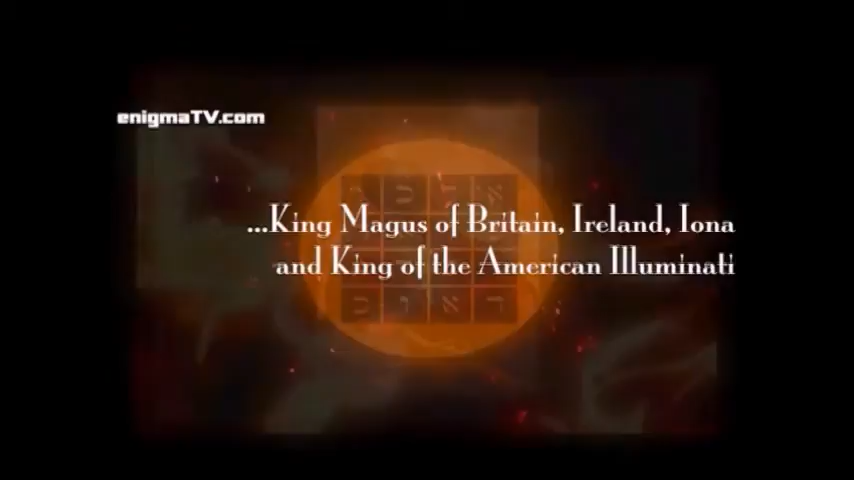 enigmaTV.com
...King Magus of Britain, Ireland, Iona
and King of the American Illuminati